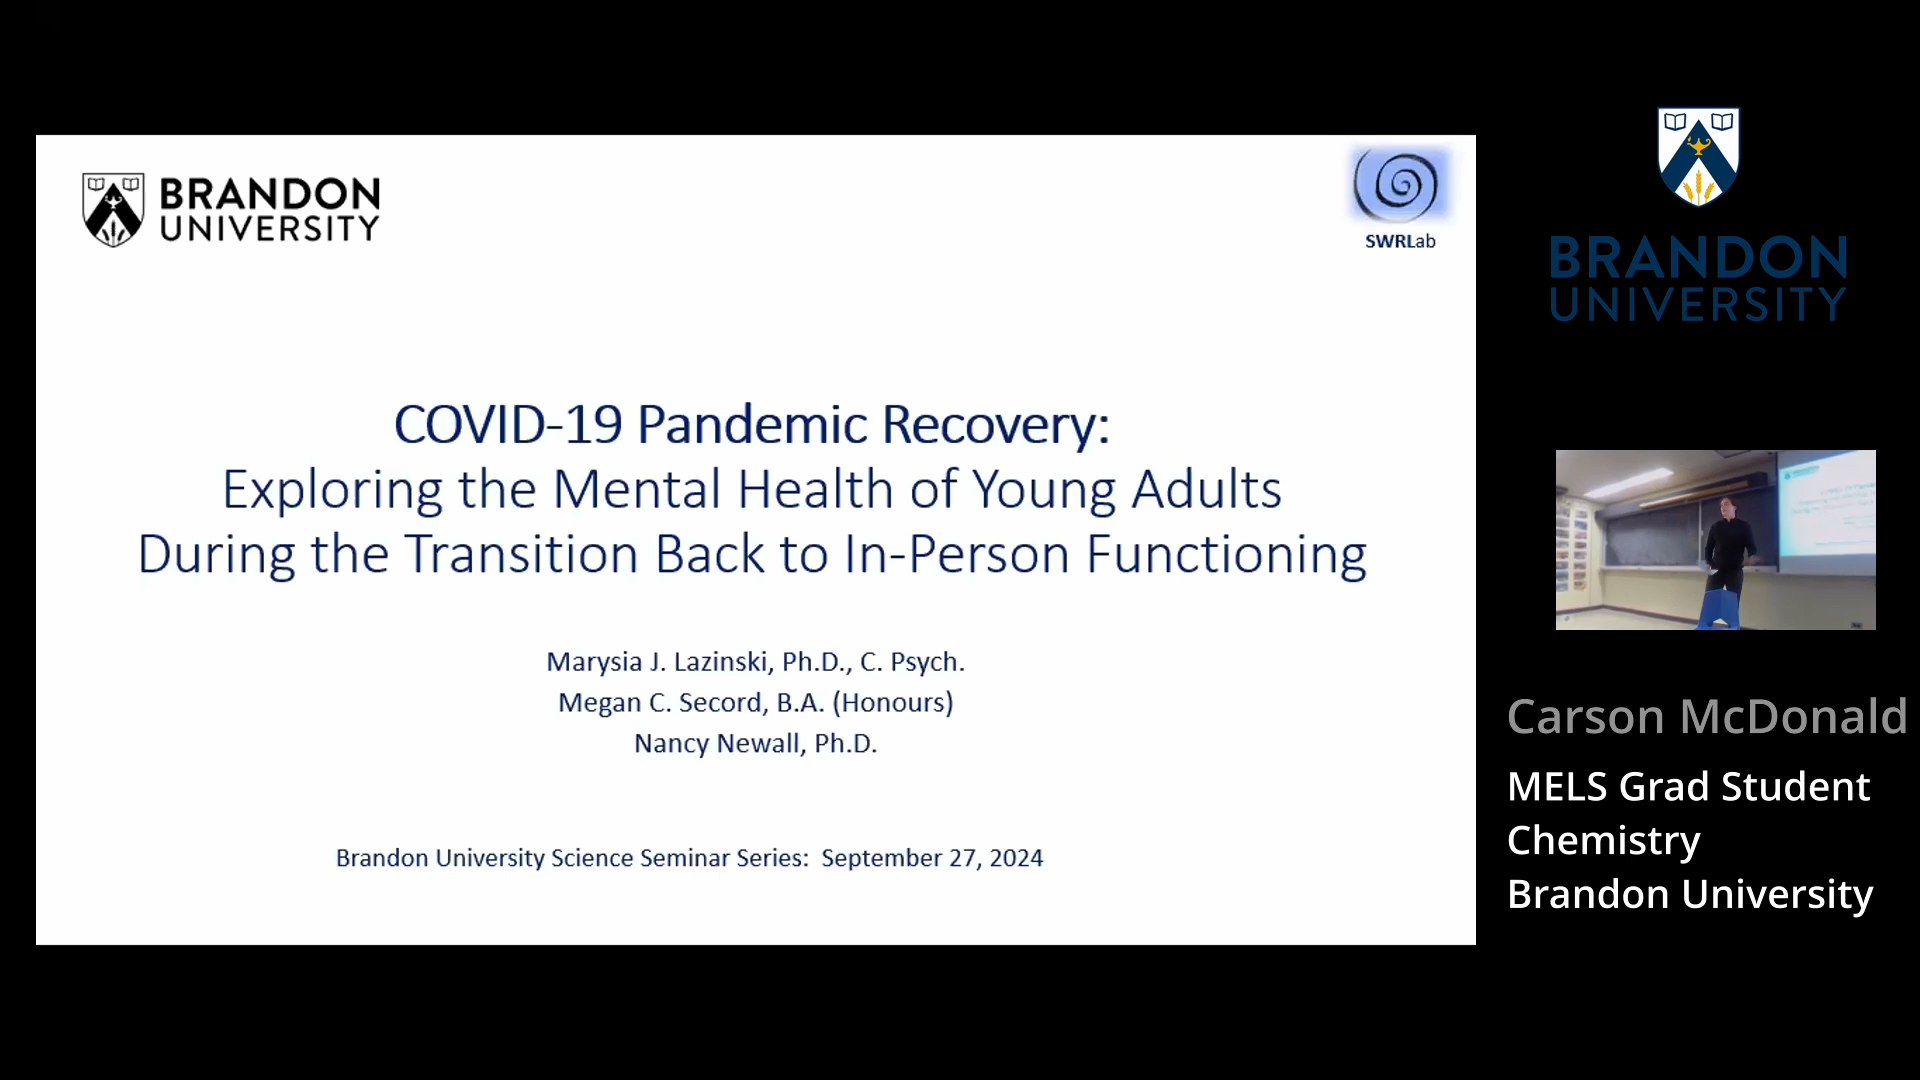 BRANDON
UNIVERSITY
SWRLab
COVID-19 Pandemic Recovery:
Exploring the Mental Health of Young Adults
During the Transition Back to In-Person Functioning
Marysia J. Lazinski, Ph.D., C. Psych.
Megan C. Secord, B.A. (Honours)
Nancy Newall, Ph.D.
Brandon University Science Seminar Series:  September 27, 2024
BRANDON
UNIVERSITY
Carson McDonald
MELS Grad Student
Chemistry
Brandon University